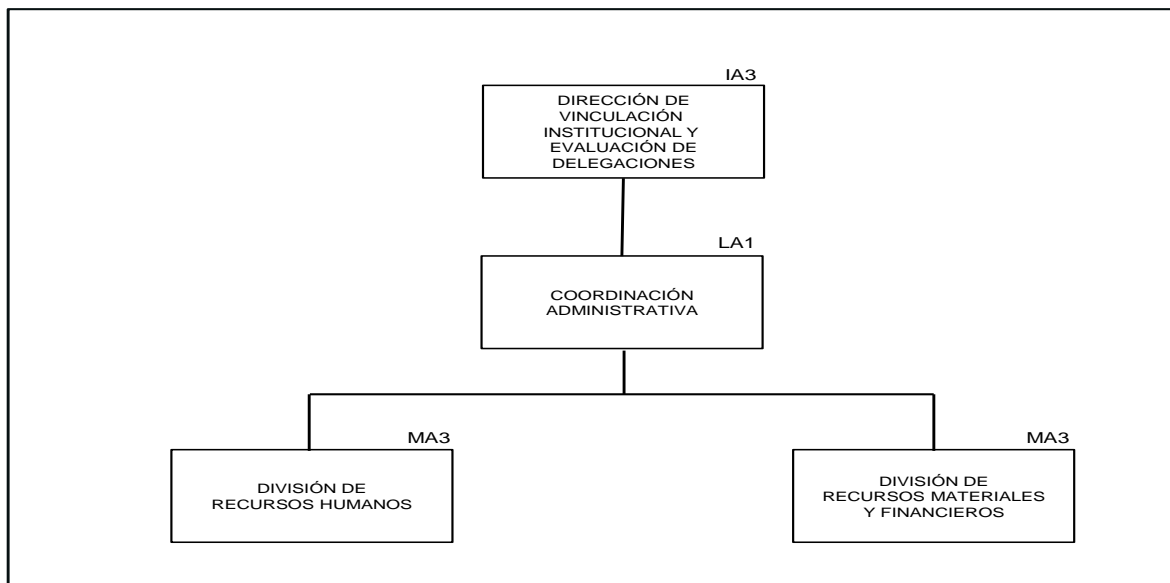 IA3
DIRECCIÓN DE
VINCULACIÓN
INSTITUCIONAL Y
EVALUACIÓN DE
DELEGACIONES
LA1
COORDINACIÓN
ADMINISTRATIVA
MA3
DIVISIÓN DE
RECURSOS HUMANOS
MA3
DIVISIÓN DE
RECURSOS MATERIALES
Y FINANCIEROS